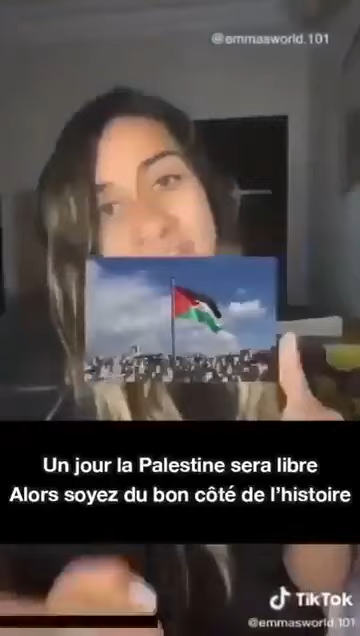 @emmasworld.101
Un jour la Palestine sera libre
Alors soyez du bon côté de l'histoire
TikTok
@emmasworld.101